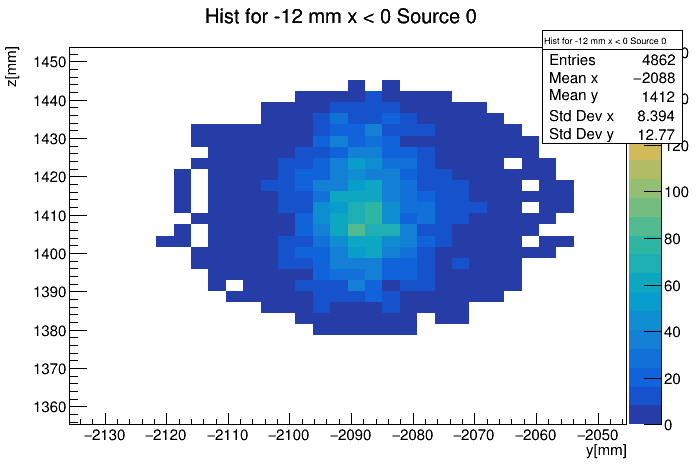 Hist for -12 mm x < 0 Source 0
z[mm]
Hist for -12 mm x < 0 Source 0
Entries 4862
Mean x −2088
Mean y 1412
Std Dev x 8.394
Std Dev y 12.77
1450
1440
1430
1420
1410
1400
1390
1380
1370
1360
120
100
80
60
40
20
0
−2130 −2120 −2110 −2100 −2090 −2080 −2070 −2060 −2050
y[mm]